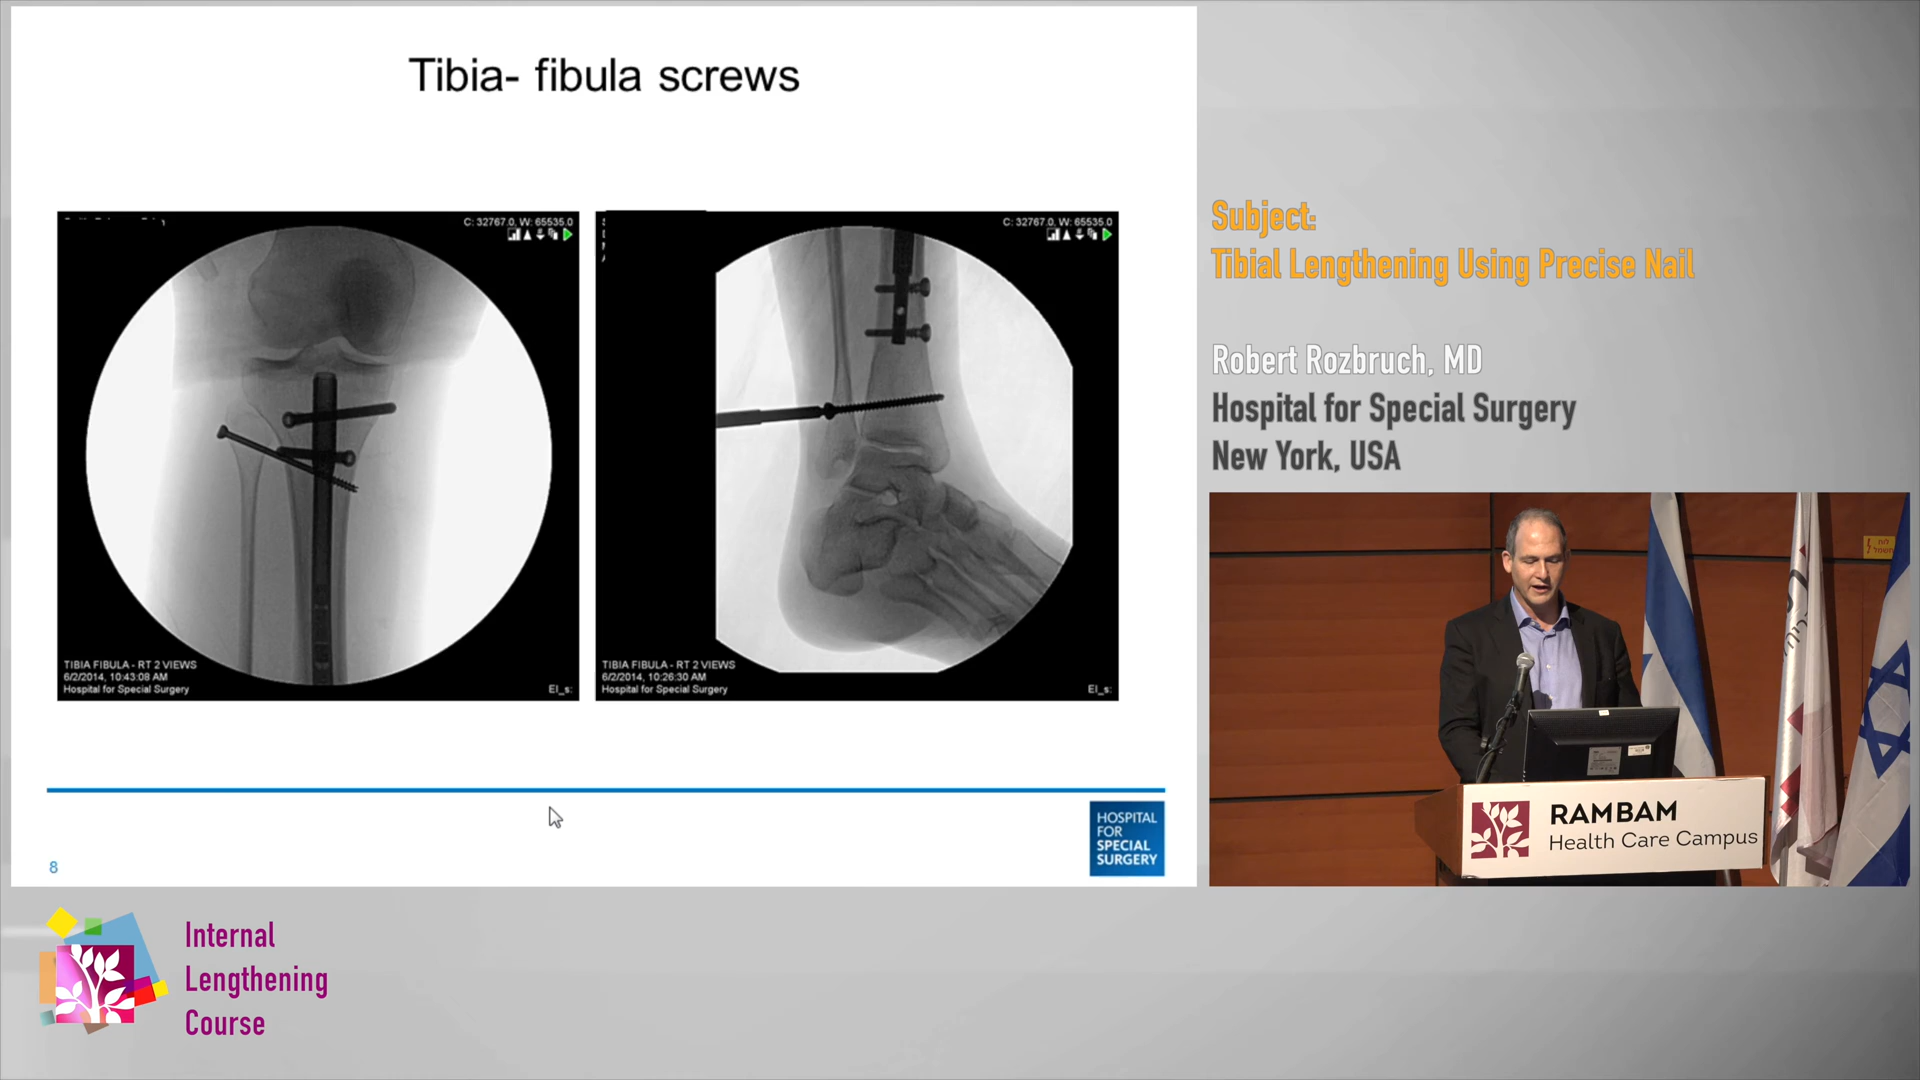 Tibia- fibula screws
C: 32767.0, W: 65535.0
TIBIA FIBULA - RT 2 VIEWS
6/2/2014, 10:43:08 AM
Hospital for Special Surgery
El_s:
C: 32767.0, W: 65535.0
TIBIA FIBULA - RT 2 VIEWS
6/2/2014, 10:26:30 AM
Hospital for Special Surgery
El_s:
8
HOSPITAL
FOR
SPECIAL
SURGERY
Subject:
Tibial Lengthening Using Precise Nail
Robert Rozbruch, MD
Hospital for Special Surgery
New York, USA
RAMBAM
Health Care Campus
Internal
Lengthening
Course